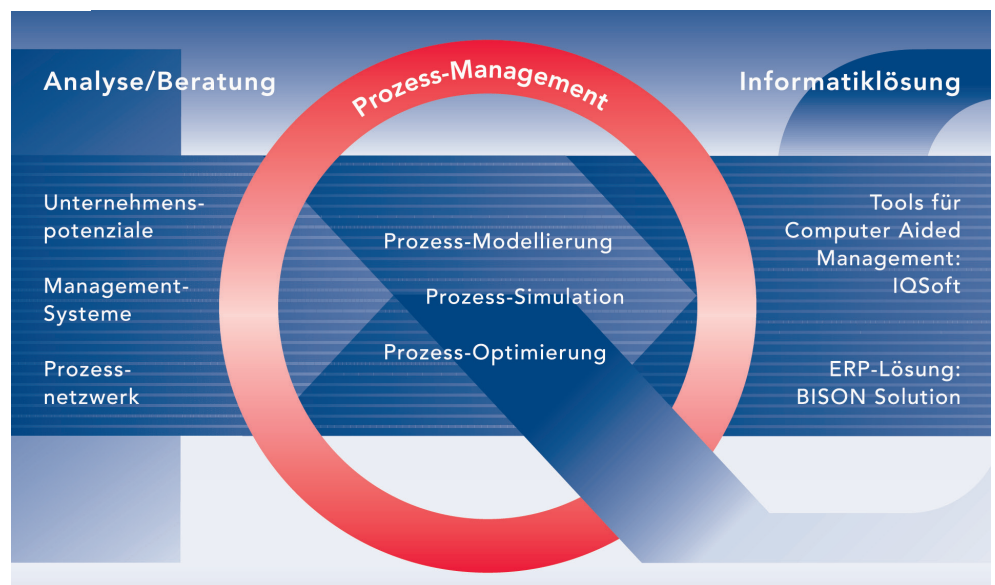 Analyse/Beratung
Unternehmens-
potenziale
Management-
Systeme
Prozess-
netzwerk
Prozess-Management
Prozess-Modellierung
Prozess-Simulation
Prozess-Optimierung
Informatiklösung
Tools für
Computer Aided
Management:
IQSoft
ERP-Lösung:
BISON Solution